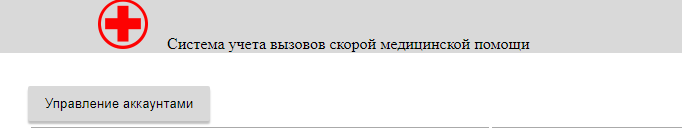 Система учета вызовов скорой медицинской помощи
Управление аккаунтами